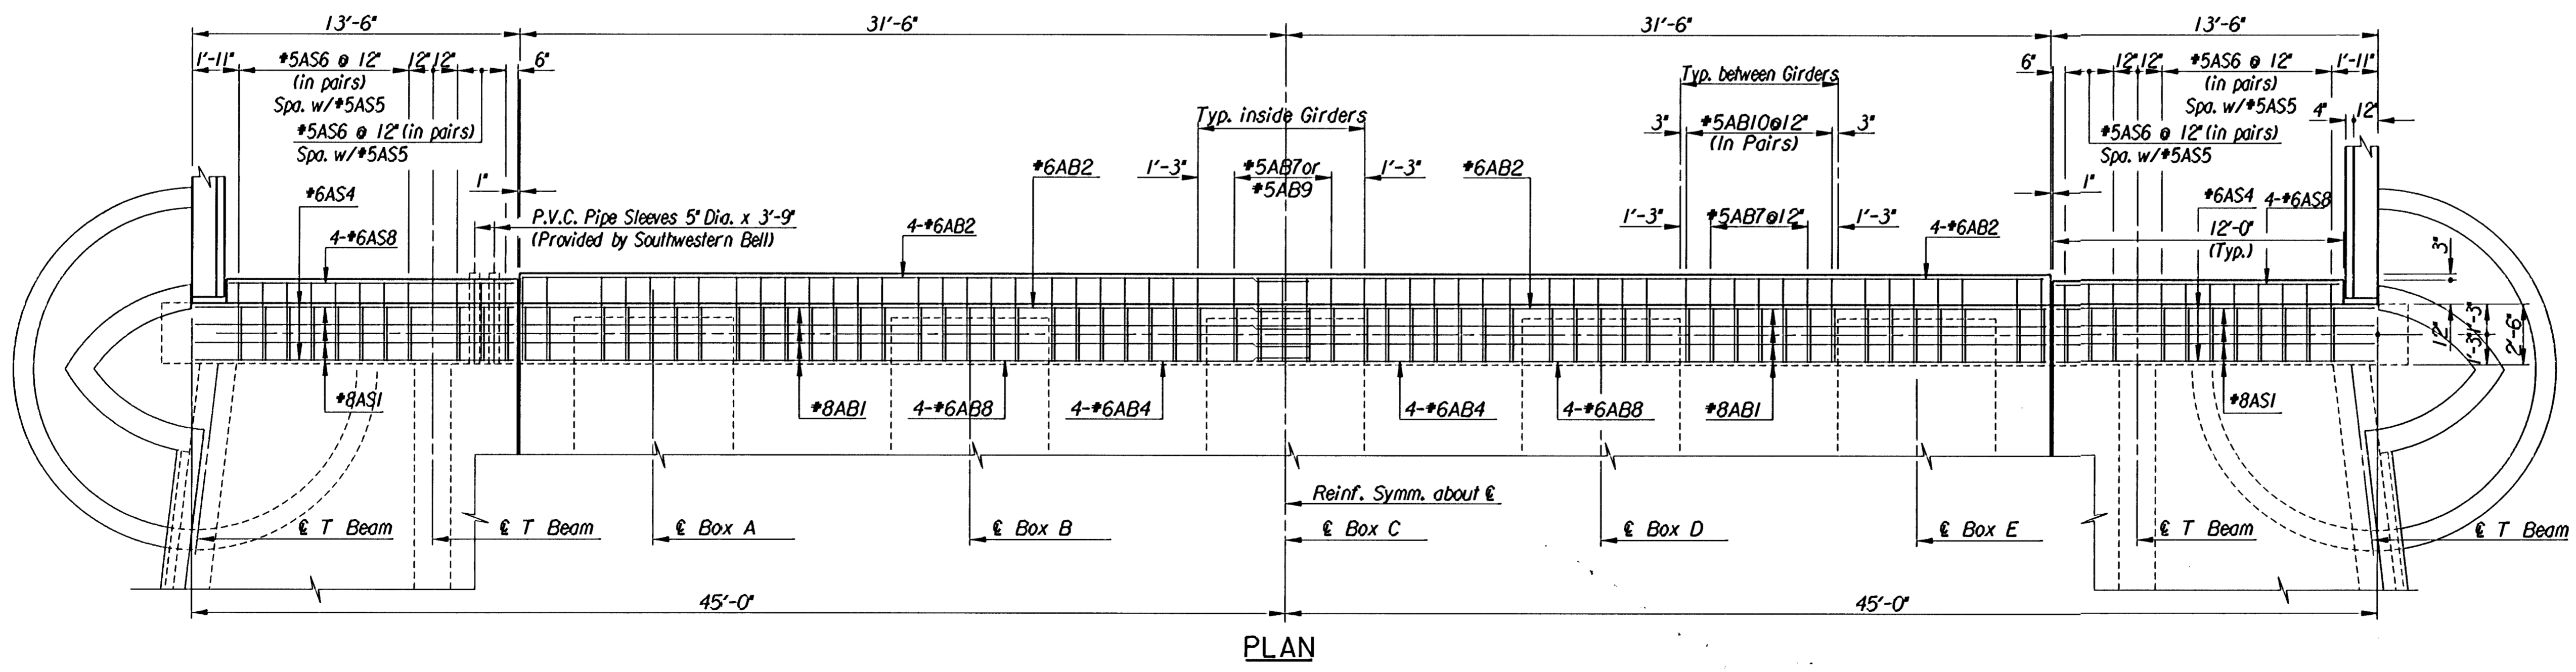 13'-6"
31'-6"
31'-6"
13'-6"
1'-11"
#5AS6 @ 12"
(in pairs)
Spa. w/#5AS5
12"
12"
6"
#5AS6 @ 12" (in pairs)
Spa. w/#5AS5
#6AS4
1"
4-#6AS8
P.V.C. Pipe Sleeves 5" Dia. x 3'-9"
(Provided by Southwestern Bell)
4-#6AB2
#6AB2
Typ. inside Girders
1'-3"
#5AB7 or
#5AB9
1'-3"
#6AB2
Typ. between Girders
3"
#5AB10@12"
(In Pairs)
3"
1'-3"
#5AB7@12"
1'-3"
4-#6AB2
6"
12"
12"
#5AS6 @ 12"
(in pairs)
Spa. w/#5AS5
1'-11"
4"
12"
#5AS6 @ 12" (in pairs)
Spa. w/#5AS5
1"
#6AS4
4-#6AS8
12'-0"
(Typ.)
3"
12"
1'-3"
1'-3"
2'-6"
#8AS1
#8AB1
4-#6AB8
4-#6AB4
4-#6AB4
4-#6AB8
#8AB1
#8AS1
Reinf. Symm. about ℄
℄ T Beam
℄ T Beam
℄ Box A
℄ Box B
℄ Box C
℄ Box D
℄ Box E
℄ T Beam
℄ T Beam
45'-0"
45'-0"
PLAN